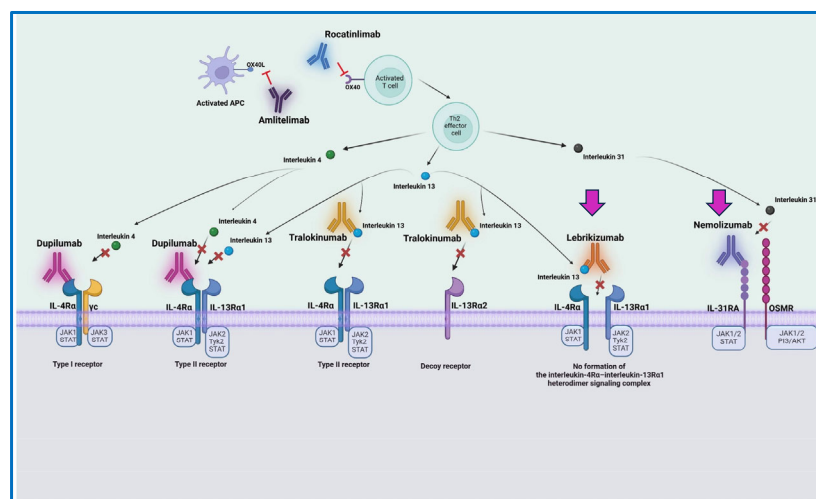 Rocatinlimab
OX40L
Activated
T cell
OX40
Activated APC
Amlitelimab
Th2
effector
cell
Interleukin 4
Interleukin 31
Interleukin 13
Interleukin 31
Interleukin 4
Interleukin 4
Interleukin 13
Interleukin 13
Interleukin 13
Nemolizumab
Dupilumab
Dupilumab
Tralokinumab
Tralokinumab
Lebrikizumab
Interleukin 13
IL-4Rα
γc
IL-4Rα
IL-13Rα1
IL-4Rα
IL-13Rα1
IL-13Rα2
IL-4Rα
IL-13Rα1
IL-31RA
OSMR
JAK1
STAT
JAK3
STAT
JAK1
STAT
JAK2
Tyk2
STAT
JAK1
STAT
JAK2
Tyk2
STAT
JAK1
STAT
JAK2
Tyk2
STAT
JAK1/2
STAT
JAK1/2
PI3/AKT
Type I receptor
Type II receptor
Type II receptor
Decoy receptor
No formation of
the interleukin-4Rα–interleukin-13Rα1
heterodimer signaling complex